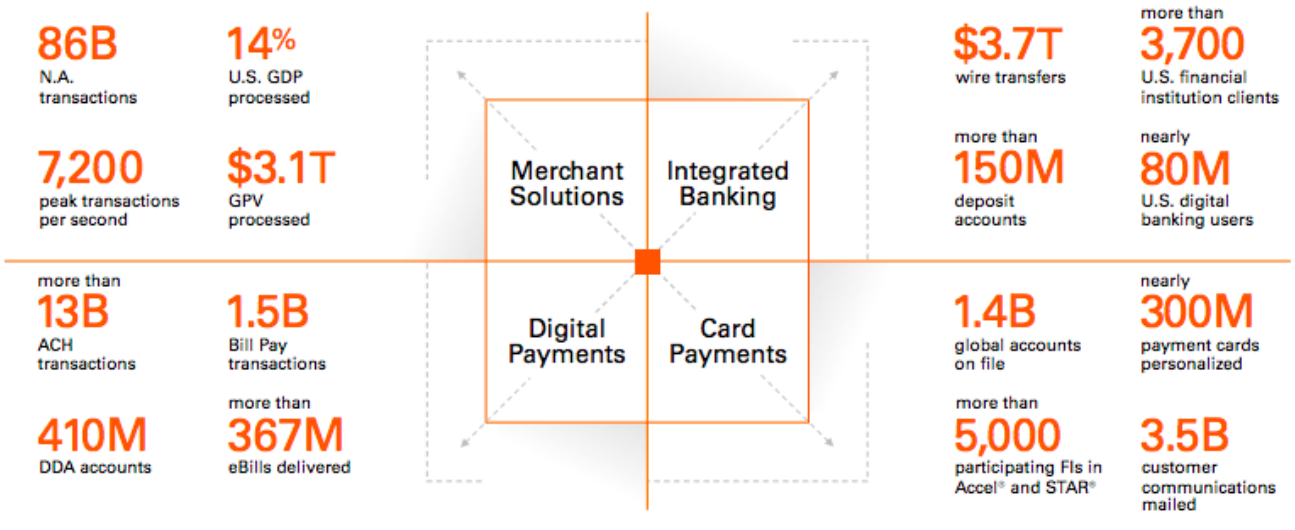 86B
N.A.
transactions
14%
U.S. GDP
processed
7,200
peak transactions
per second
$3.1T
GPV
processed
Merchant
Solutions
Integrated
Banking
$3.7T
wire transfers
more than
3,700
U.S. financial
institution clients
more than
150M
deposit
accounts
nearly
80M
U.S. digital
banking users
more than
13B
ACH
transactions
1.5B
Bill Pay
transactions
410M
DDA accounts
more than
367M
eBills delivered
Digital
Payments
Card
Payments
1.4B
global accounts
on file
nearly
300M
payment cards
personalized
more than
5,000
participating FIs in
Accel® and STAR®
3.5B
customer
communications
mailed